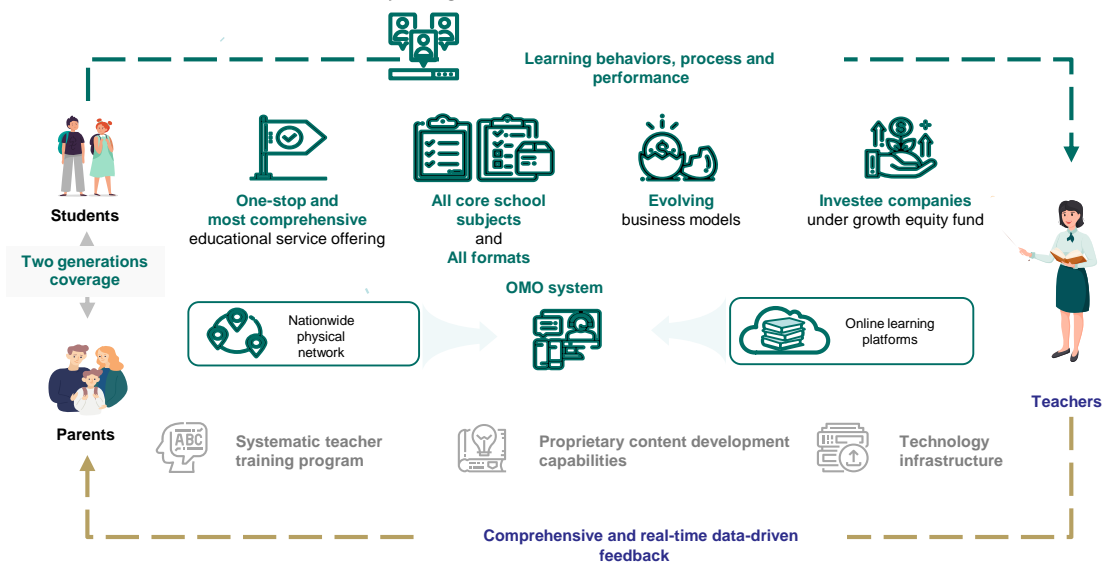 Learning behaviors, process and
performance
One-stop and
most comprehensive
educational service offering
All core school
subjects
and
All formats
Evolving
business models
Investee companies
under growth equity fund
Students
Two generations
coverage
OMO system
Nationwide
physical
network
Online learning
platforms
Parents
Teachers
ABC
Systematic teacher
training program
Proprietary content development
capabilities
Technology
infrastructure
Comprehensive and real-time data-driven
feedback